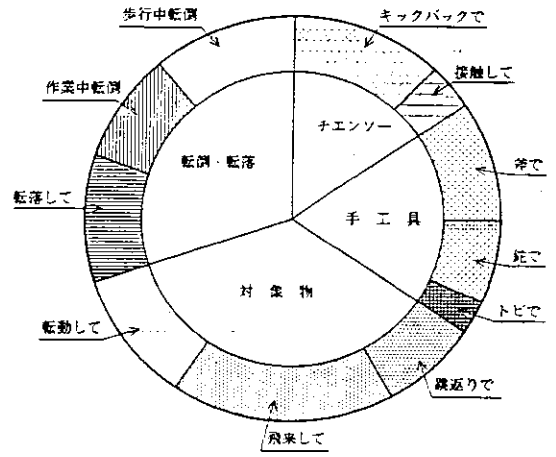 歩行中転倒
キックバックで
接触して
作業中転倒
チエンソー
斧で
転倒・転落
転落して
手工具
鉈で
対象物
トビで
転動して
跳返りで
飛来して